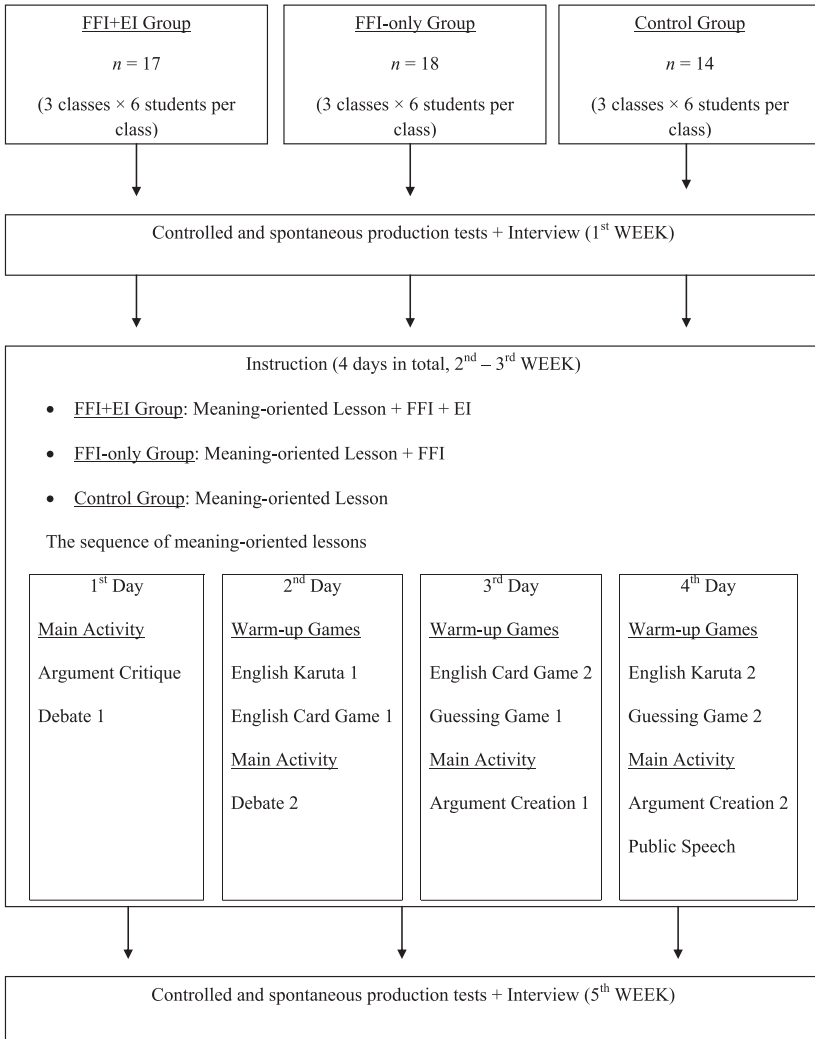 FFI+EI Group
n = 17
(3 classes × 6 students per
class)
FFI-only Group
n = 18
(3 classes × 6 students per
class)
Control Group
n = 14
(3 classes × 6 students per
class)
Controlled and spontaneous production tests + Interview (1st WEEK)
Instruction (4 days in total, 2nd – 3rd WEEK)
• FFI+EI Group: Meaning-oriented Lesson + FFI + EI
• FFI-only Group: Meaning-oriented Lesson + FFI
• Control Group: Meaning-oriented Lesson
The sequence of meaning-oriented lessons
1st Day
Main Activity
Argument Critique
Debate 1
2nd Day
Warm-up Games
English Karuta 1
English Card Game 1
Main Activity
Debate 2
3rd Day
Warm-up Games
English Card Game 2
Guessing Game 1
Main Activity
Argument Creation 1
4th Day
Warm-up Games
English Karuta 2
Guessing Game 2
Main Activity
Argument Creation 2
Public Speech
Controlled and spontaneous production tests + Interview (5th WEEK)